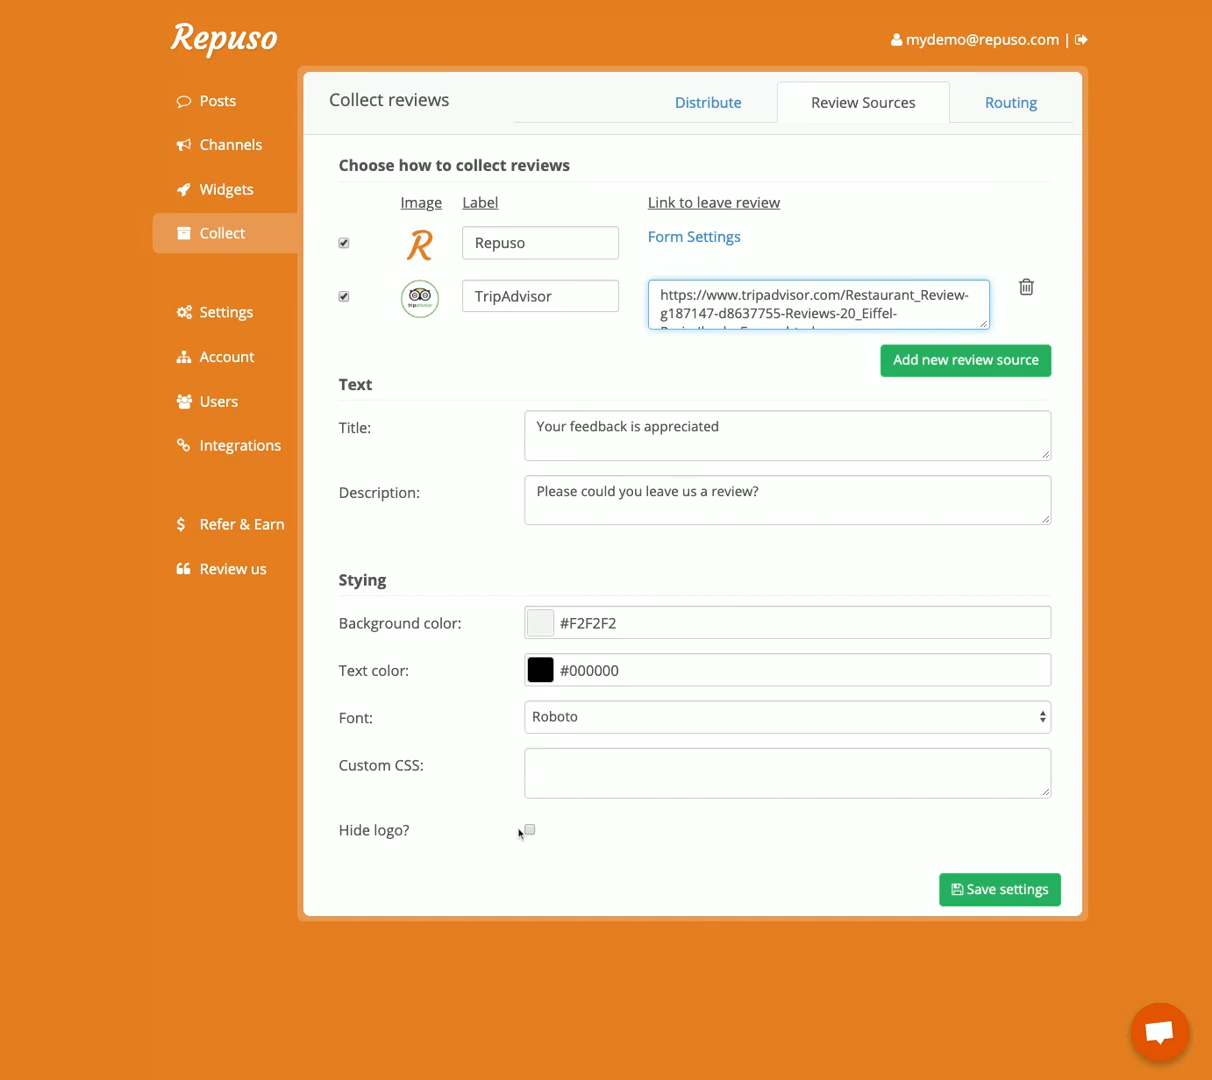 Repuso
mydemo@repuso.com |
Posts
Channels
Widgets
Collect
Settings
Account
Users
Integrations
Refer & Earn
Review us
Collect reviews
Distribute
Review Sources
Routing
Choose how to collect reviews
Image Label Link to leave review
Repuso
Form Settings
TripAdvisor
https://www.tripadvisor.com/Restaurant_Review-
g187147-d8637755-Reviews-20_Eiffel-
Add new review source
Text
Title:
Your feedback is appreciated
Description:
Please could you leave us a review?
Stying
Background color:
#F2F2F2
Text color:
#000000
Font:
Roboto
Custom CSS:
Hide logo?
Save settings